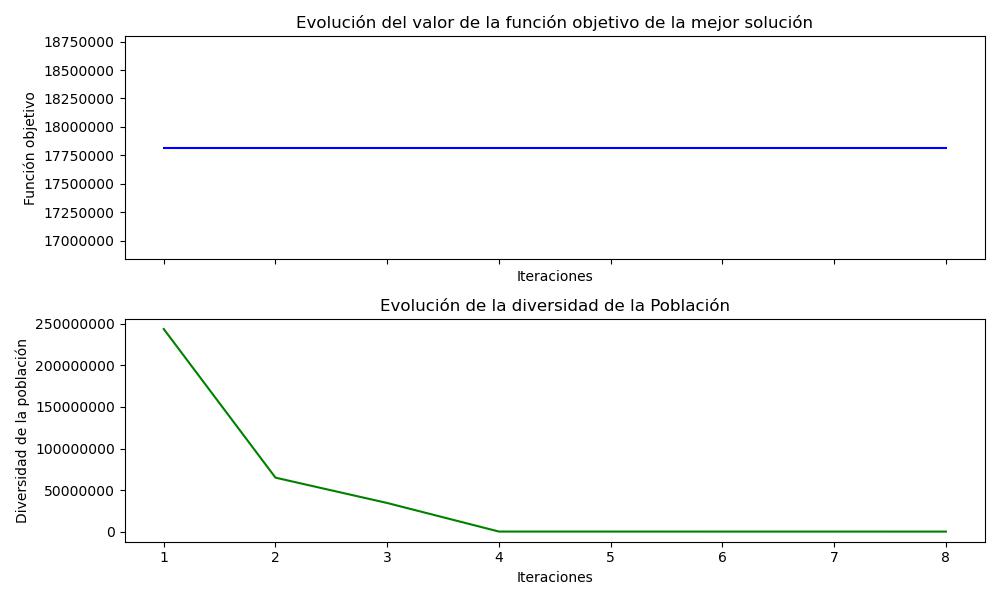 Evolución del valor de la función objetivo de la mejor solución
18750000
18500000
18250000
18000000
17750000
17500000
17250000
17000000
Función objetivo
Iteraciones
Evolución de la diversidad de la Población
250000000
200000000
150000000
100000000
50000000
0
Diversidad de la población
1 2 3 4 5 6 7 8
Iteraciones